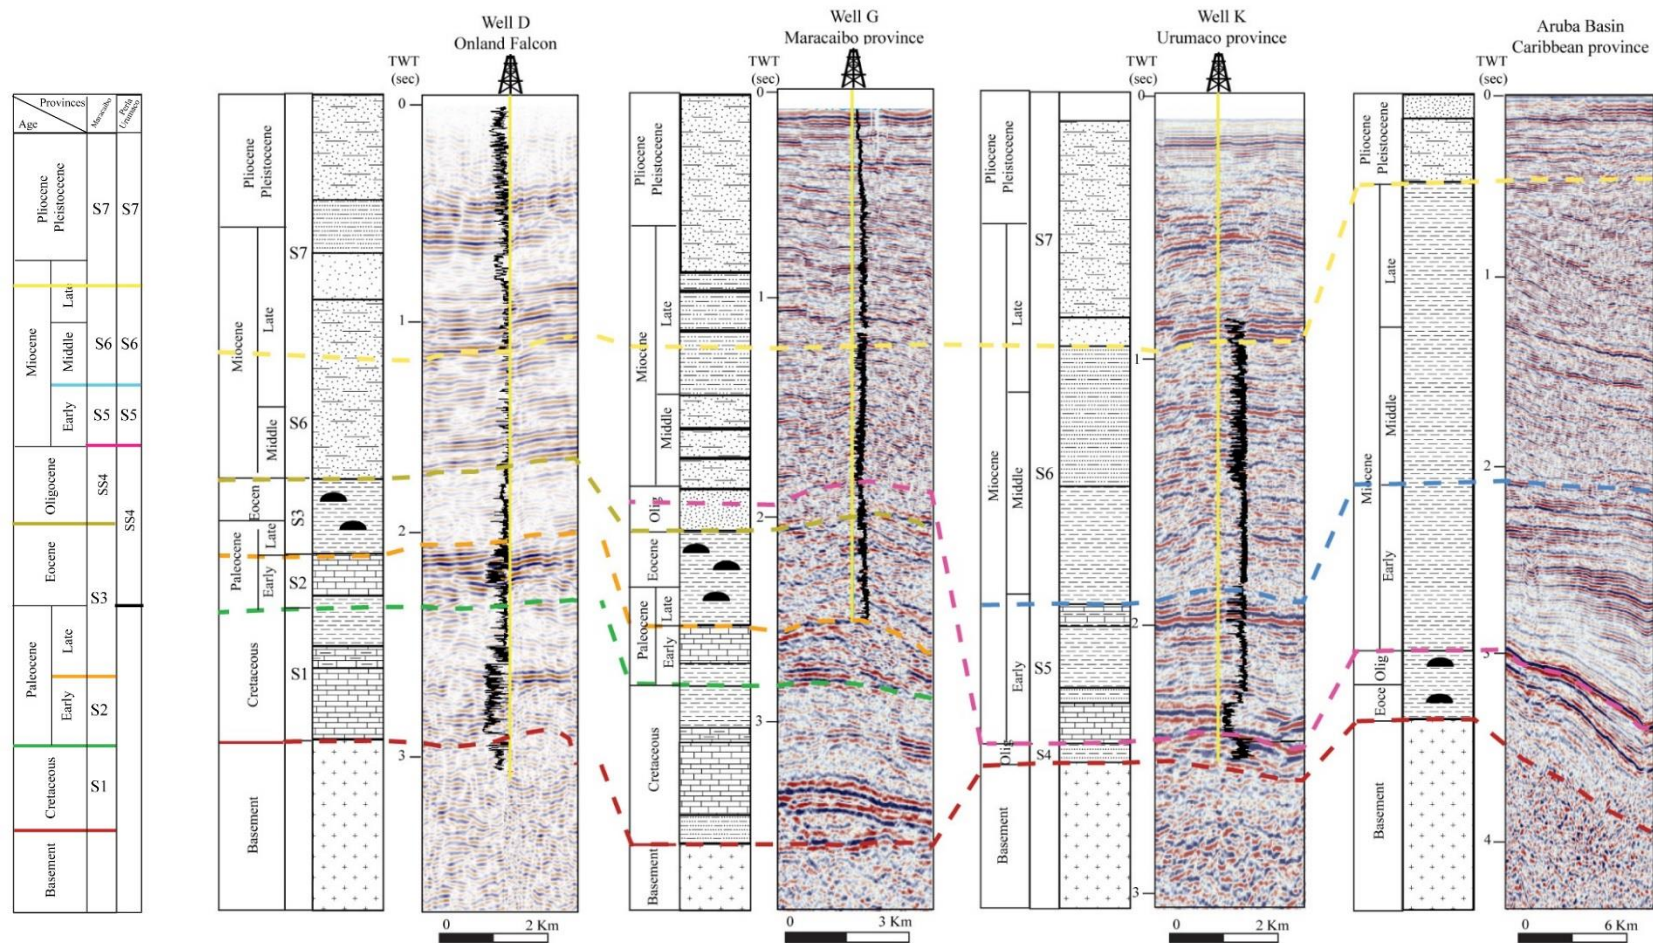 Provinces
Age
Maracaibo
Perla
Urumaco
Pliocene
Pleistoceene
S7
S7
Miocene
Late
Middle
S6
S6
Early
S5
S5
Oligocene
SS4
SS4
Eocene
S3
Paleocene
Late
Early
S2
Cretaceous
S1
Basement
Well D
Onland Falcon
TWT
(sec)
0
1
2
3
Pliocene
Pleistoceene
S7
Miocene
Late
Middle
S6
Eocen
S3
Paleocene
Late
Early
S2
Cretaceous
S1
Basement
0 2 Km
Well G
Maracaibo province
TWT
(sec)
0
1
2
3
Pliocene
Pleistoceene
Miocene
Late
Middle
Olig
Eocene
Paleocene
Late
Early
Cretaceous
Basement
0 3 Km
Well K
Urumaco province
TWT
(sec)
0
1
2
3
Pliocene
Pleistoceene
S7
Late
Miocene
Middle
S6
Early
S5
Olig
S4
Basement
0 2 Km
Aruba Basin
Caribbean province
TWT
(sec)
0
1
2
3
4
Pliocene
Pleistoceene
Late
Miocene
Middle
Early
Olig
Eoce
Basement
0 6 Km